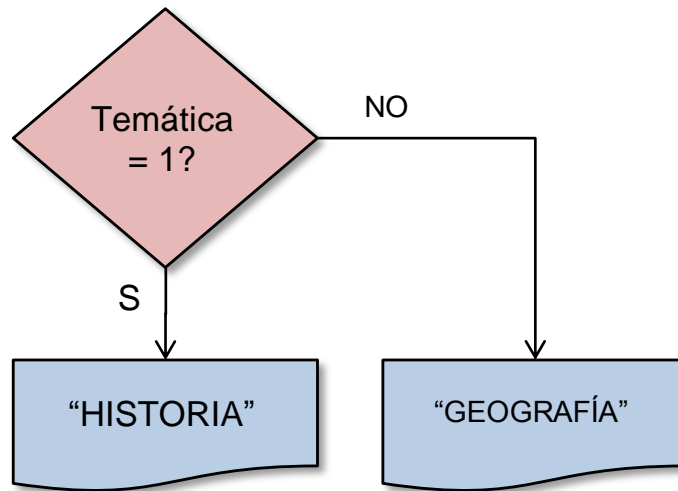 Temática
= 1?
NO
S
“HISTORIA”
“GEOGRAFÍA”